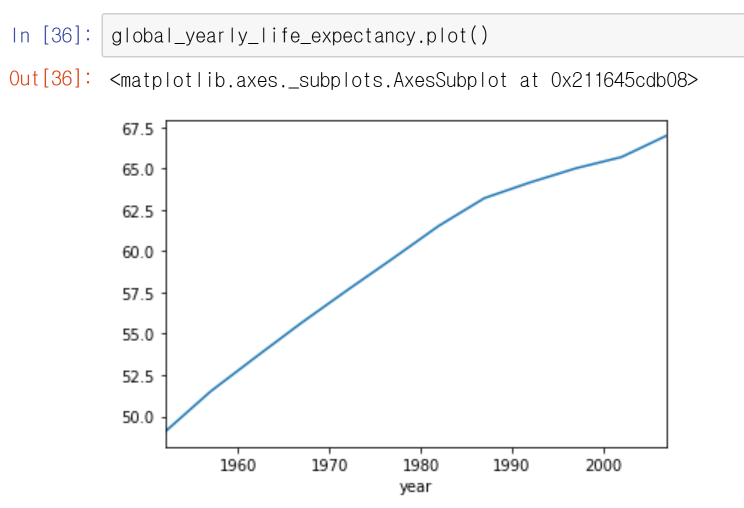 In [36]: global_yearly_life_expectancy.plot()
Out[36]: <matplotlib.axes._subplots.AxesSubplot at 0x211645cdb08>
67.5
65.0
62.5
60.0
57.5
55.0
52.5
50.0
1960 1970 1980 1990 2000
year